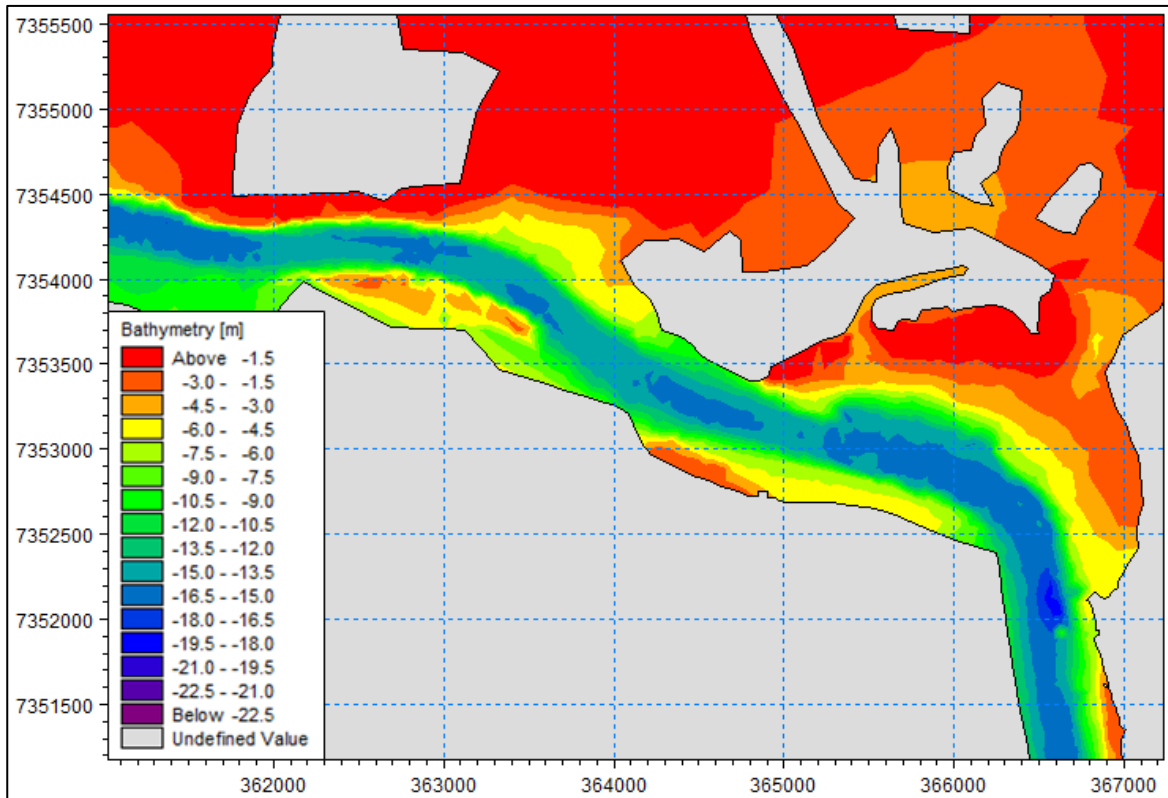 7355500
7355000
7354500
7354000
7353500
7353000
7352500
7352000
7351500
Bathymetry [m]
Above -1.5
-3.0 - -1.5
-4.5 - -3.0
-6.0 - -4.5
-7.5 - -6.0
-9.0 - -7.5
-10.5 - -9.0
-12.0 - -10.5
-13.5 - -12.0
-15.0 - -13.5
-16.5 - -15.0
-18.0 - -16.5
-19.5 - -18.0
-21.0 - -19.5
-22.5 - -21.0
Below -22.5
Undefined Value
362000 363000 364000 365000 366000 367000